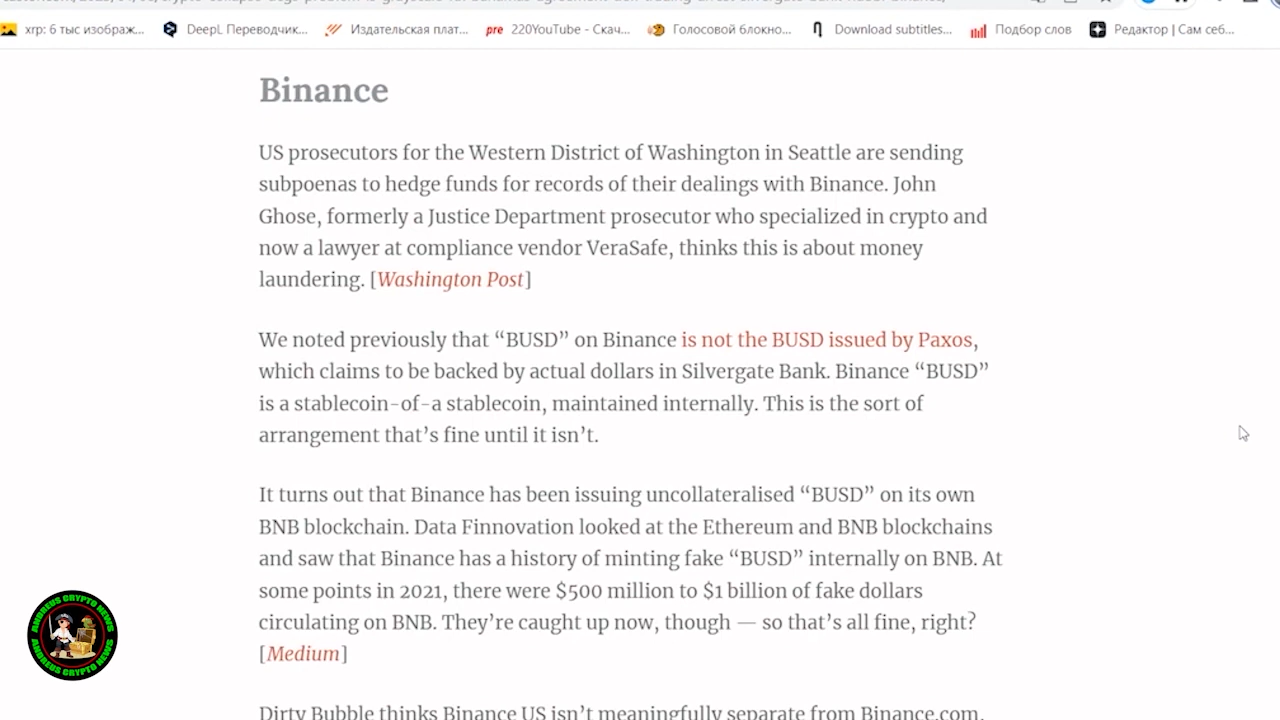 xrp: 6 тыс изображ...
DeepL Переводчик...
Издательская плат...
pre 220YouTube - Скач...
Голосовой блокно...
Download subtitles...
Подбор слов
Редактор | Сам себ...
Binance
US prosecutors for the Western District of Washington in Seattle are sending
subpoenas to hedge funds for records of their dealings with Binance. John
Ghose, formerly a Justice Department prosecutor who specialized in crypto and
now a lawyer at compliance vendor VeraSafe, thinks this is about money
laundering. [Washington Post]
We noted previously that “BUSD” on Binance is not the BUSD issued by Paxos,
which claims to be backed by actual dollars in Silvergate Bank. Binance “BUSD”
is a stablecoin-of-a stablecoin, maintained internally. This is the sort of
arrangement that’s fine until it isn’t.
It turns out that Binance has been issuing uncollateralised “BUSD” on its own
BNB blockchain. Data Finnovation looked at the Ethereum and BNB blockchains
and saw that Binance has a history of minting fake “BUSD” internally on BNB. At
some points in 2021, there were $500 million to $1 billion of fake dollars
circulating on BNB. They’re caught up now, though — so that’s all fine, right?
[Medium]
Dirty Bubble thinks Binance US isn’t meaningfully separate from Binance.com.
ANDREUS CRYPTO NEWS
ANDREUS CRYPTO NEWS